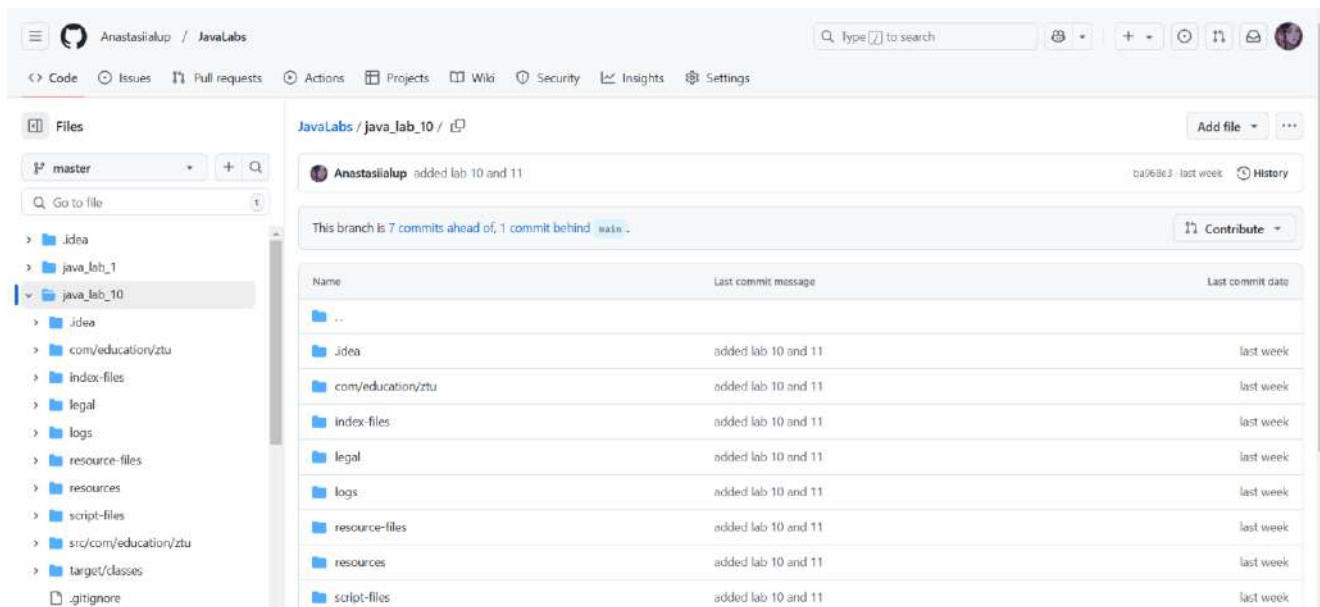 Anastasiialup / JavaLabs
Type / to search
Code Issues Pull requests Actions Projects Wiki Security Insights Settings
Files
master
Go to file
t
.idea
java_lab_1
java_lab_10
.idea
com/education/ztu
index-files
legal
logs
resource-files
resources
script-files
src/com/education/ztu
target/classes
.gitignore
JavaLabs / java_lab_10 /
Add file
Anastasiialup added lab 10 and 11
ba968e3 · last week History
This branch is 7 commits ahead of, 1 commit behind main .
Contribute
Name Last commit message Last commit date
..
.idea added lab 10 and 11 last week
com/education/ztu added lab 10 and 11 last week
index-files added lab 10 and 11 last week
legal added lab 10 and 11 last week
logs added lab 10 and 11 last week
resource-files added lab 10 and 11 last week
resources added lab 10 and 11 last week
script-files added lab 10 and 11 last week